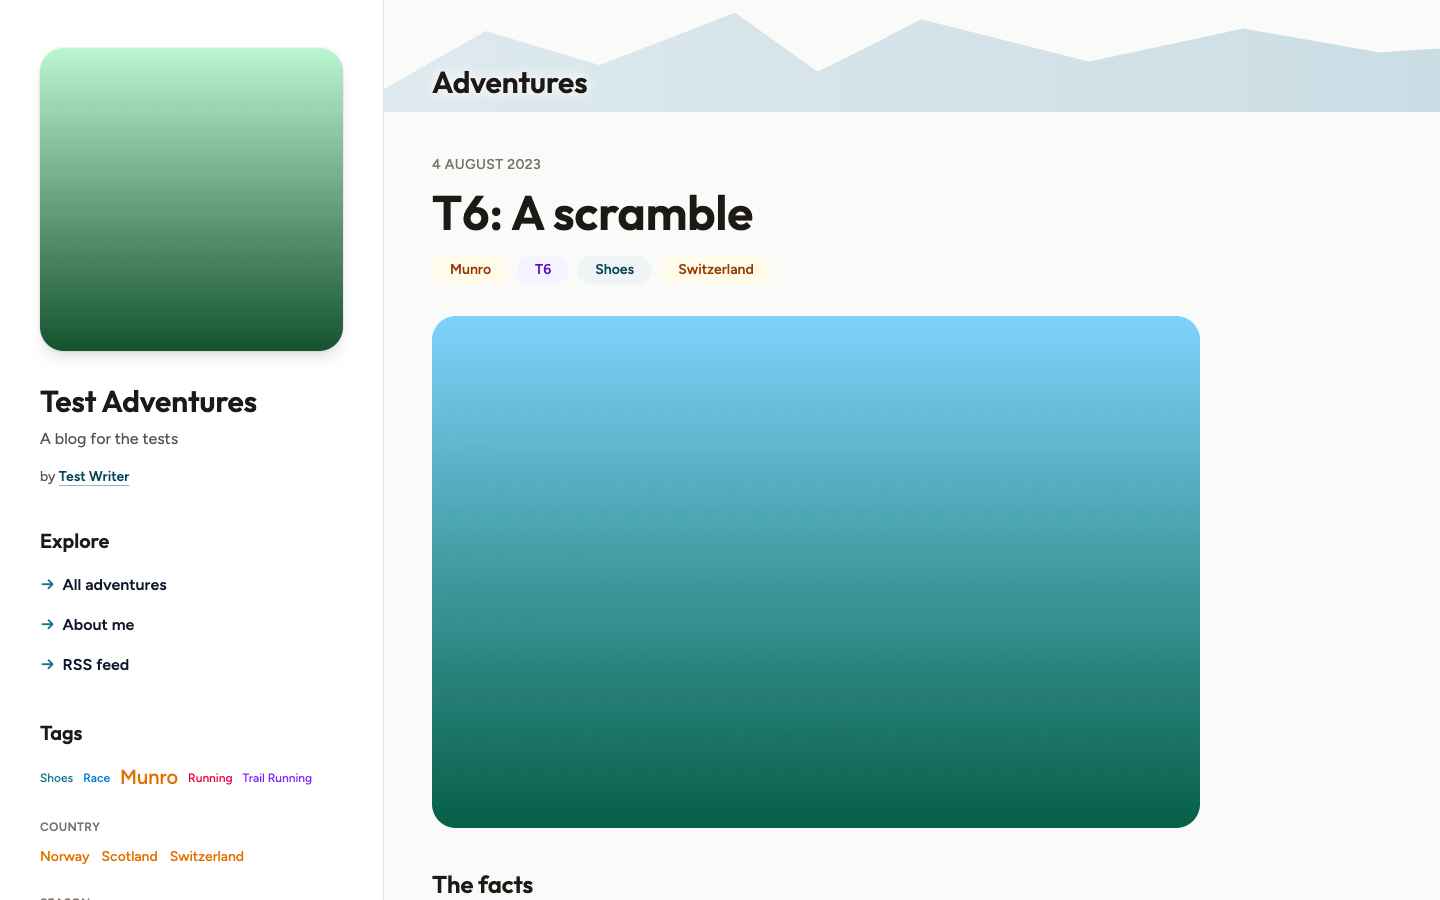 Test Adventures
A blog for the tests
by Test Writer
Explore
→ All adventures
→ About me
→ RSS feed
Tags
Shoes Race Munro Running Trail Running
COUNTRY
Norway Scotland Switzerland
Adventures
4 AUGUST 2023
T6: A scramble
Munro T6 Shoes Switzerland
The facts